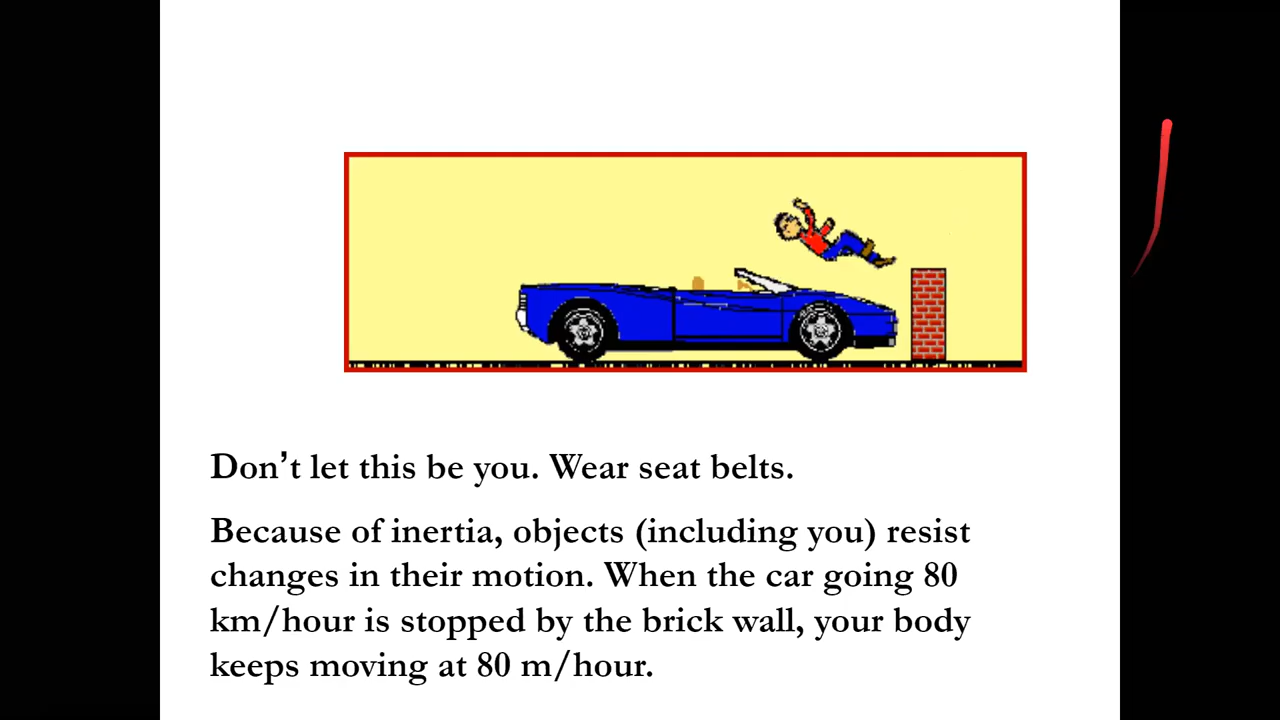 Don’t let this be you. Wear seat belts.
Because of inertia, objects (including you) resist
changes in their motion. When the car going 80
km/hour is stopped by the brick wall, your body
keeps moving at 80 m/hour.